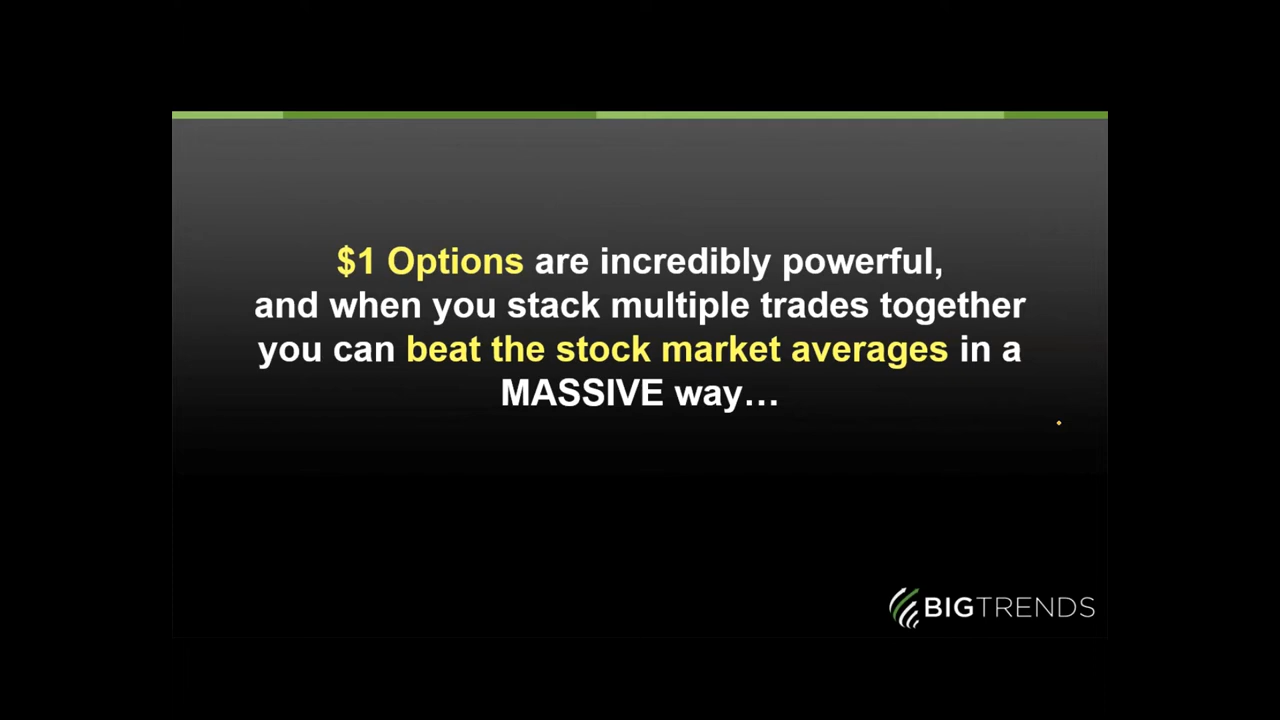 $1 Options are incredibly powerful,
and when you stack multiple trades together
you can beat the stock market averages in a
MASSIVE way…
BIGTRENDS